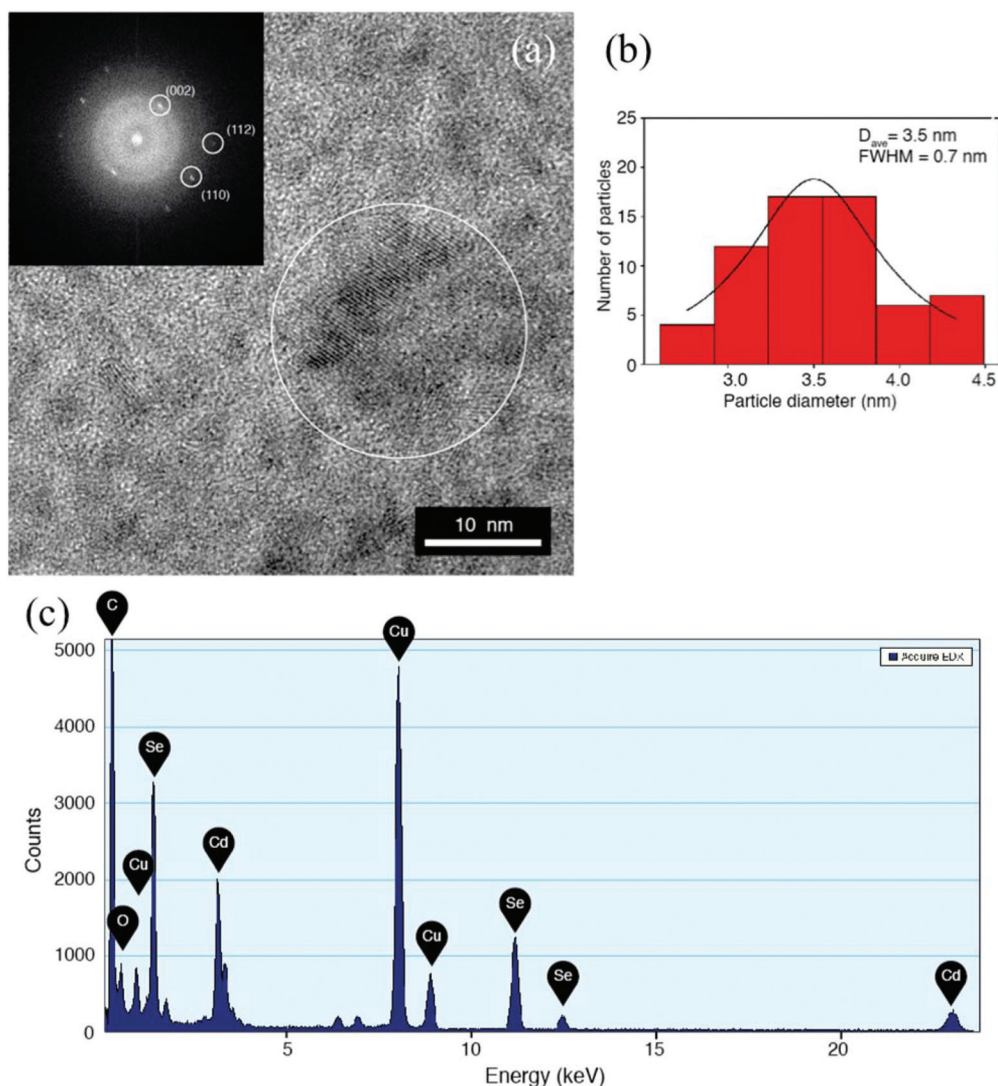 (a)
(002)
(112)
(110)
10 nm
(b)
25
20
15
10
5
0
D_ave = 3.5 nm
FWHM = 0.7 nm
Number of particles
3.0 3.5 4.0 4.5
Particle diameter (nm)
(c)
C
Cu
Se
Cd
Cu
O
Cu
Se
Se
Cd
Acquire EDX
5000
4000
3000
2000
1000
0
Counts
5 10 15 20
Energy (keV)